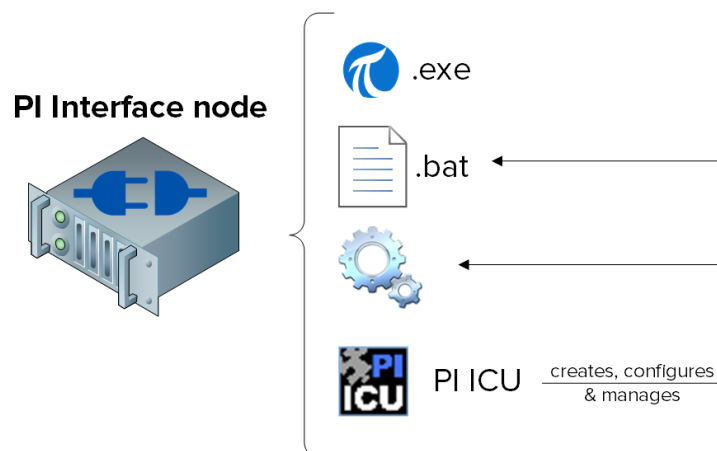 PI Interface node
.exe
.bat
PI
ICU
PI ICU
creates, configures
& manages